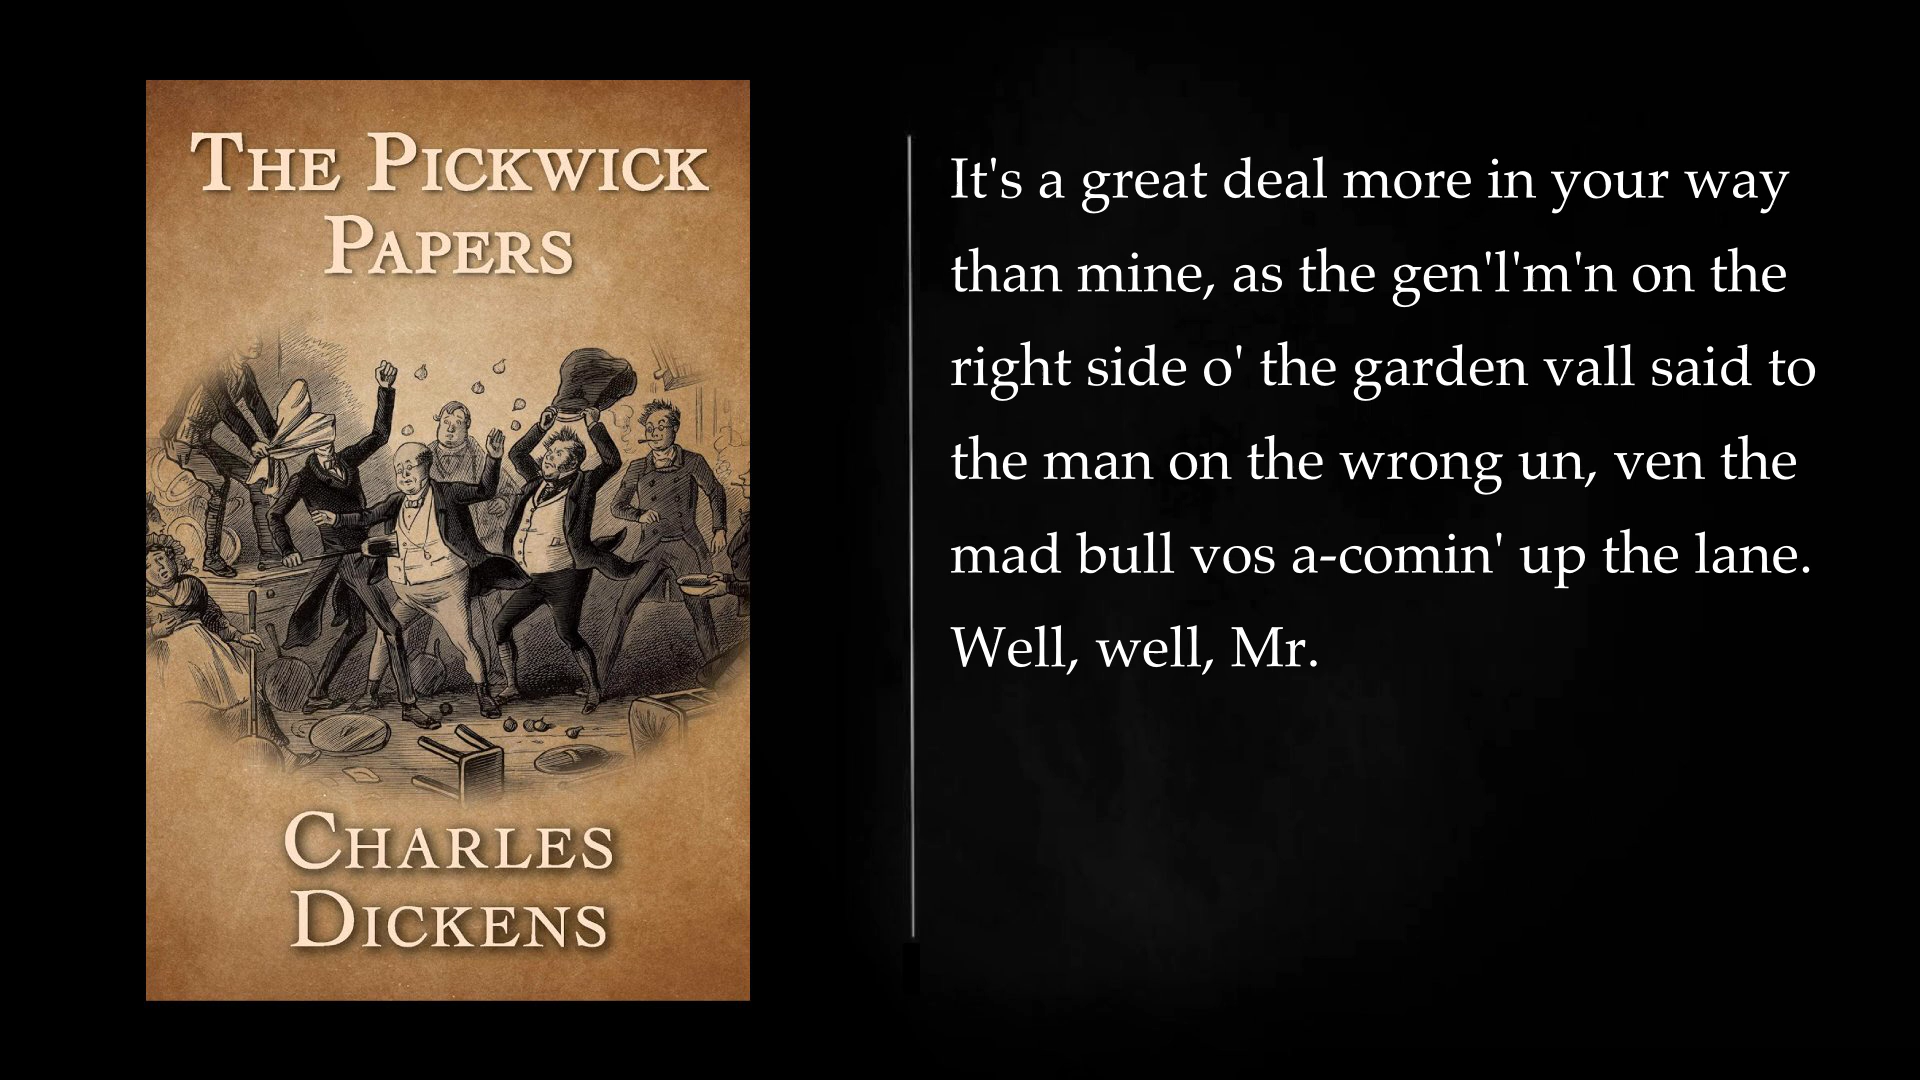 The Pickwick
Papers
Charles
Dickens
It's a great deal more in your way
than mine, as the gen'l'm'n on the
right side o' the garden vall said to
the man on the wrong un, ven the
mad bull vos a-comin' up the lane.
Well, well, Mr.